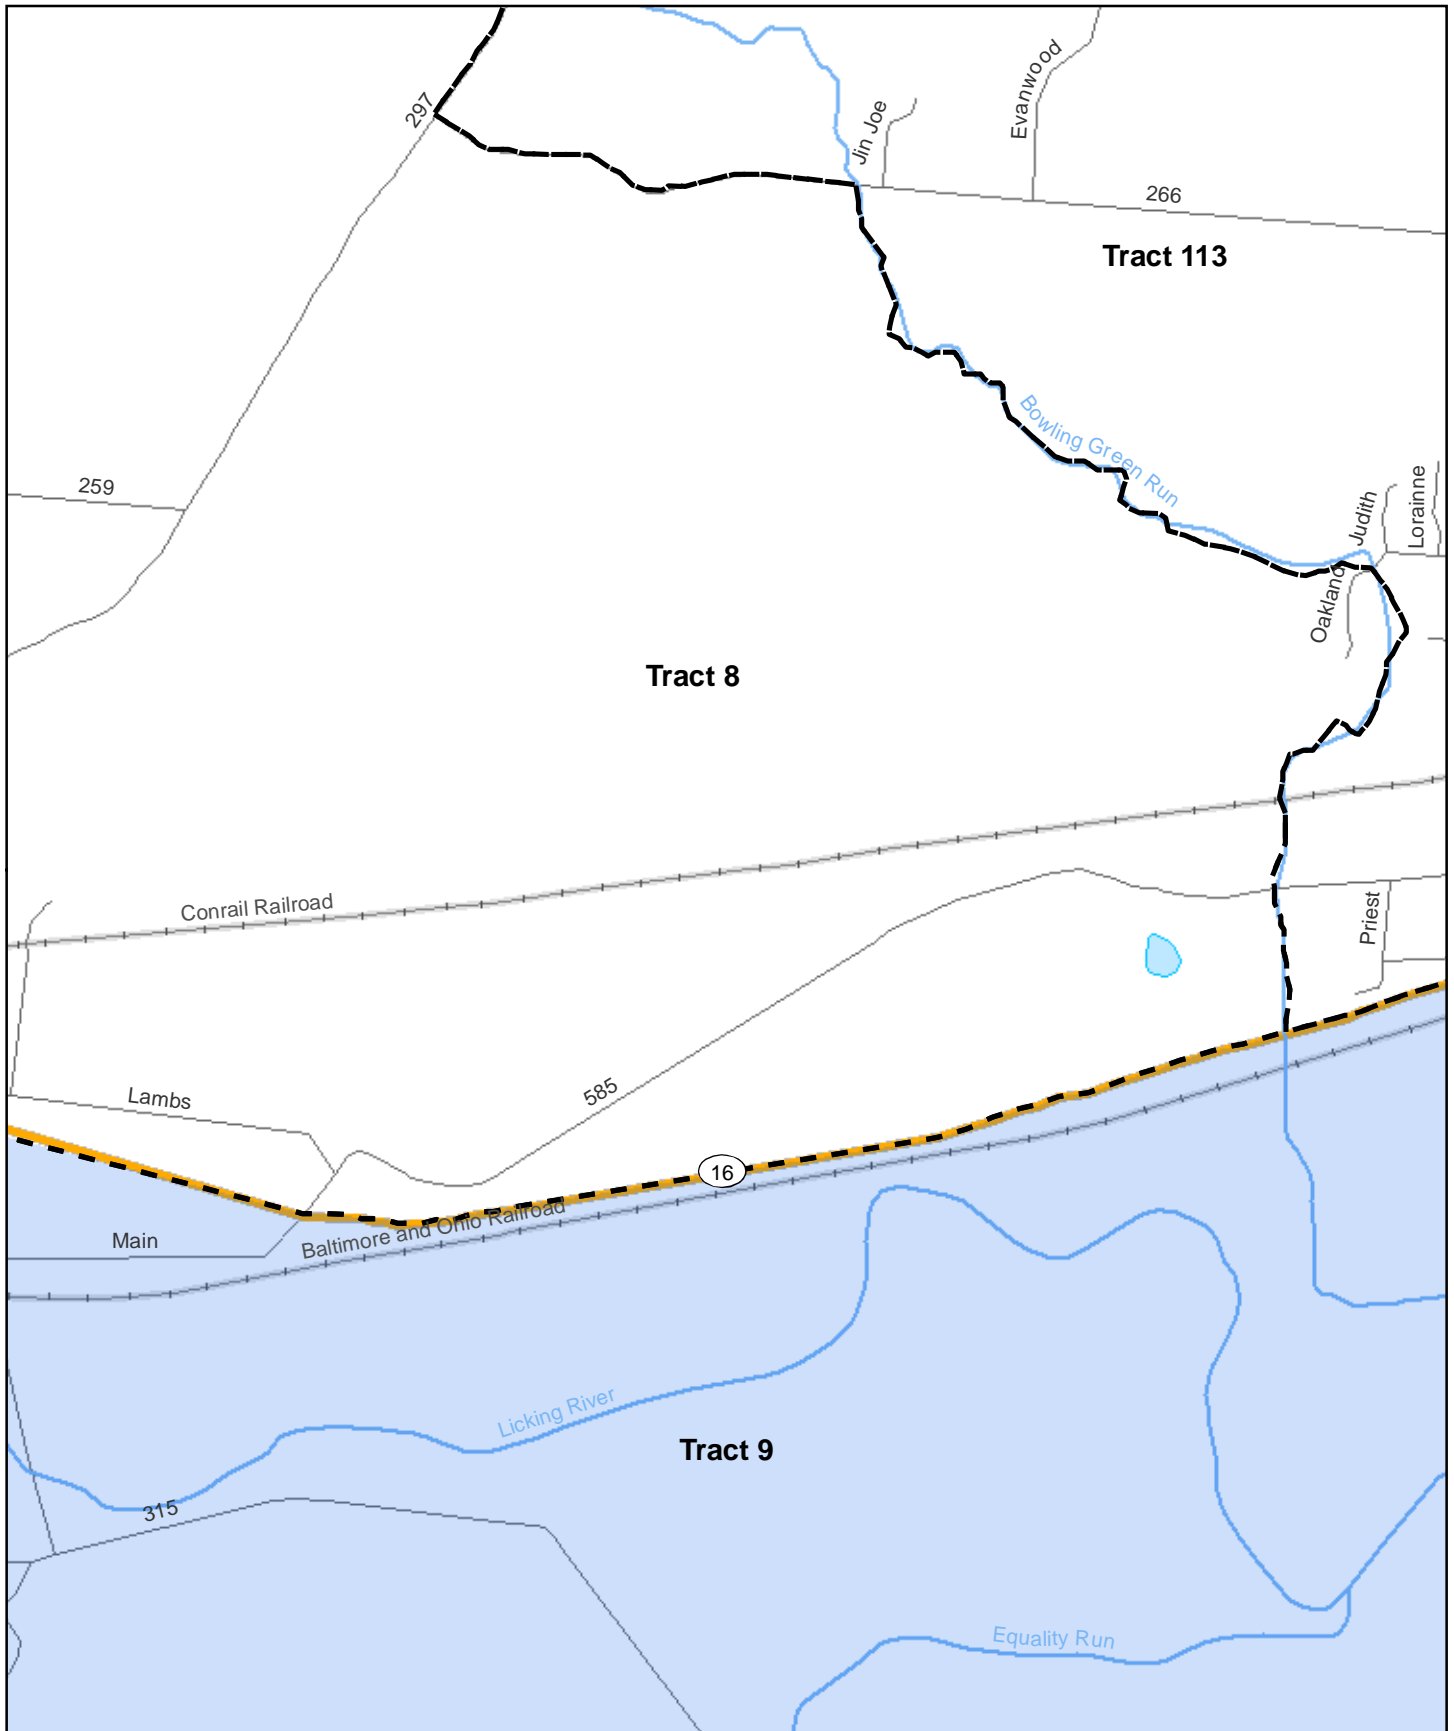 Evanwood
297
Jin Joe
266
Tract 113
Bowling Green Run
259
Lorainne
Judith
Oakland
Tract 8
Conrail Railroad
Priest
Lambs
585
16
Main
Baltimore and Ohio Railroad
Licking River
Tract 9
315
Equality Run